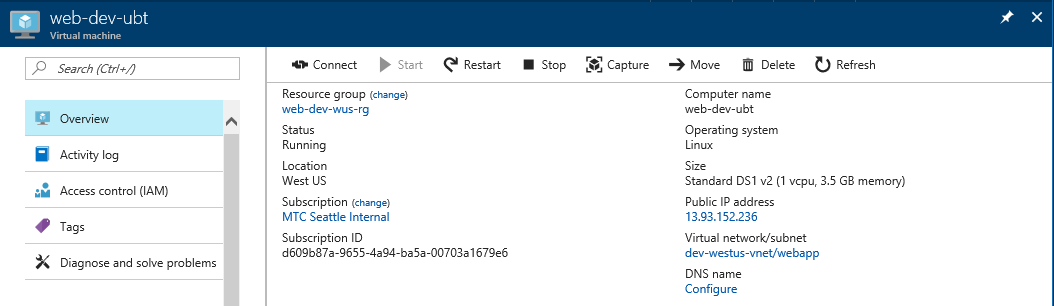 web-dev-ubt
Virtual machine
Search (Ctrl+/)
Overview
Activity log
Access control (IAM)
Tags
Diagnose and solve problems
Connect Start Restart Stop Capture Move Delete Refresh
Resource group (change)
web-dev-wus-rg
Status
Running
Location
West US
Subscription (change)
MTC Seattle Internal
Subscription ID
d609b87a-9655-4a94-ba5a-00703a1679e6
Computer name
web-dev-ubt
Operating system
Linux
Size
Standard DS1 v2 (1 vcpu, 3.5 GB memory)
Public IP address
13.93.152.236
Virtual network/subnet
dev-westus-vnet/webapp
DNS name
Configure